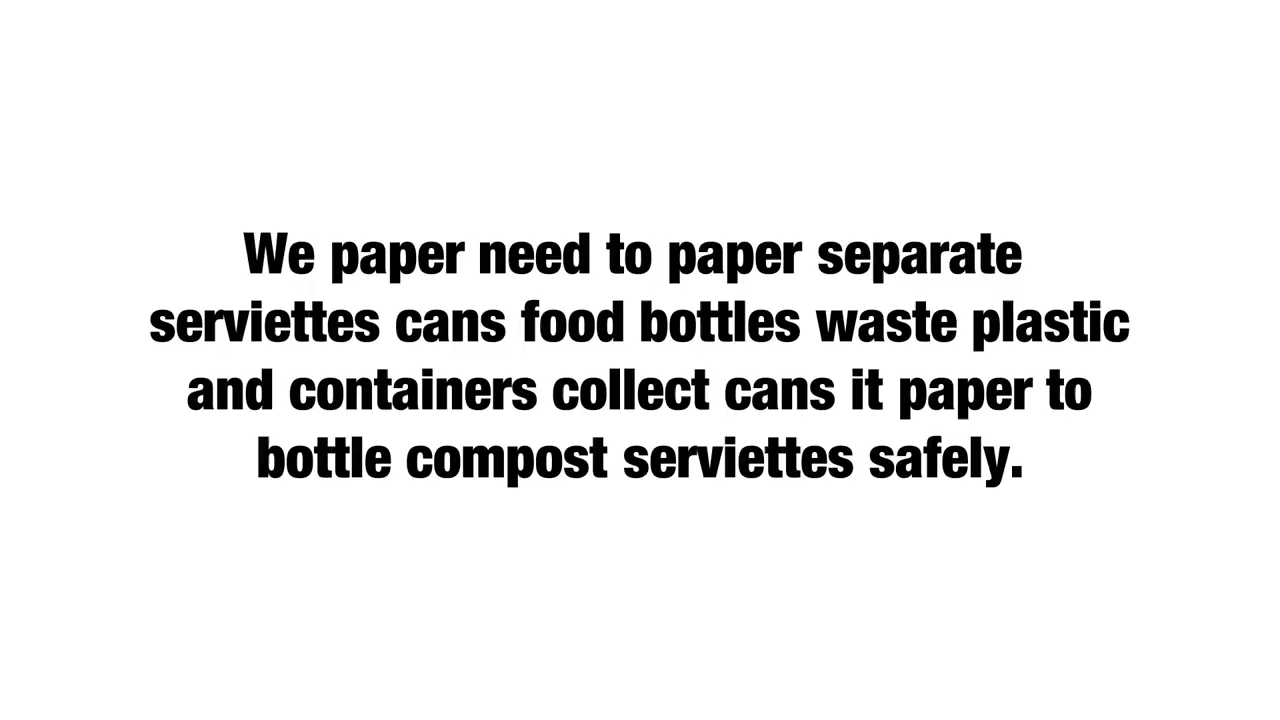 We paper need to paper separate
serviettes cans food bottles waste plastic
and containers collect cans it paper to
bottle compost serviettes safely.